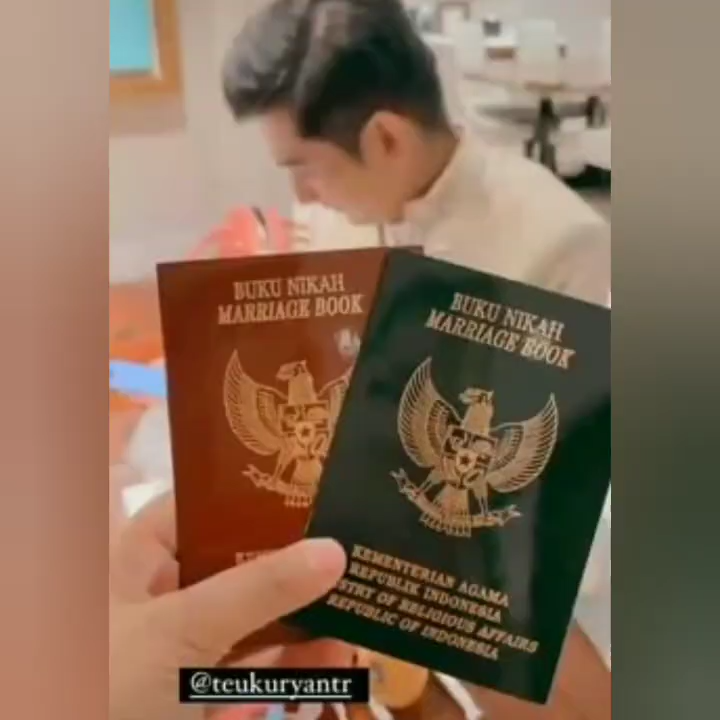 BUKU NIKAH
MARRIAGE BOOK
BUKU NIKAH
MARRIAGE BOOK
KEMENTERIAN AGAMA
REPUBLIK INDONESIA
OF RELIGIOUS AFFAIRS
REPUBLIC OF INDONESIA
@teukuryantr